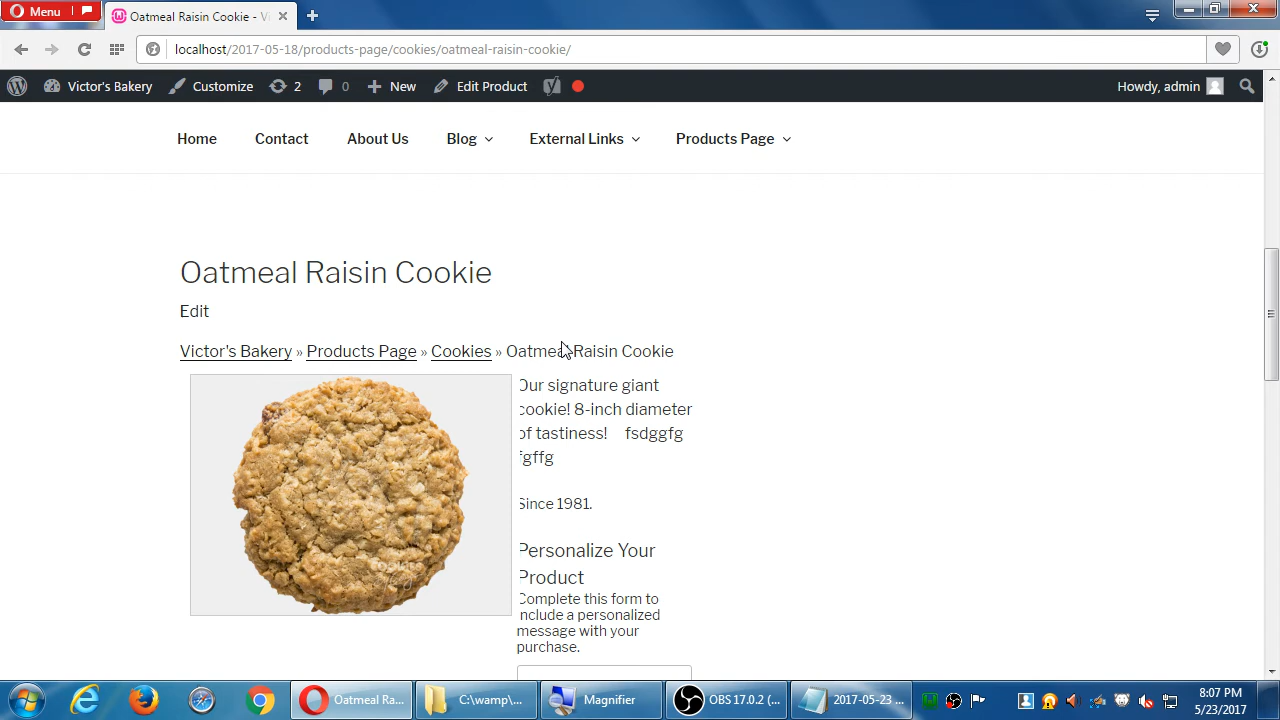 Menu
Oatmeal Raisin Cookie - Vi
localhost/2017-05-18/products-page/cookies/oatmeal-raisin-cookie/
Victor's Bakery Customize 2 0 New Edit Product Howdy, admin
Home Contact About Us Blog External Links Products Page
Oatmeal Raisin Cookie
Edit
Victor's Bakery » Products Page » Cookies » Oatmeal Raisin Cookie
Our signature giant
cookie! 8-inch diameter
of tastiness! fsdggfg
fgffg
Since 1981.
Personalize Your
Product
Complete this form to
include a personalized
message with your
purchase.
Oatmeal Ra... C:\wamp\... Magnifier OBS 17.0.2 (... 2017-05-23 ...
8:07 PM
5/23/2017